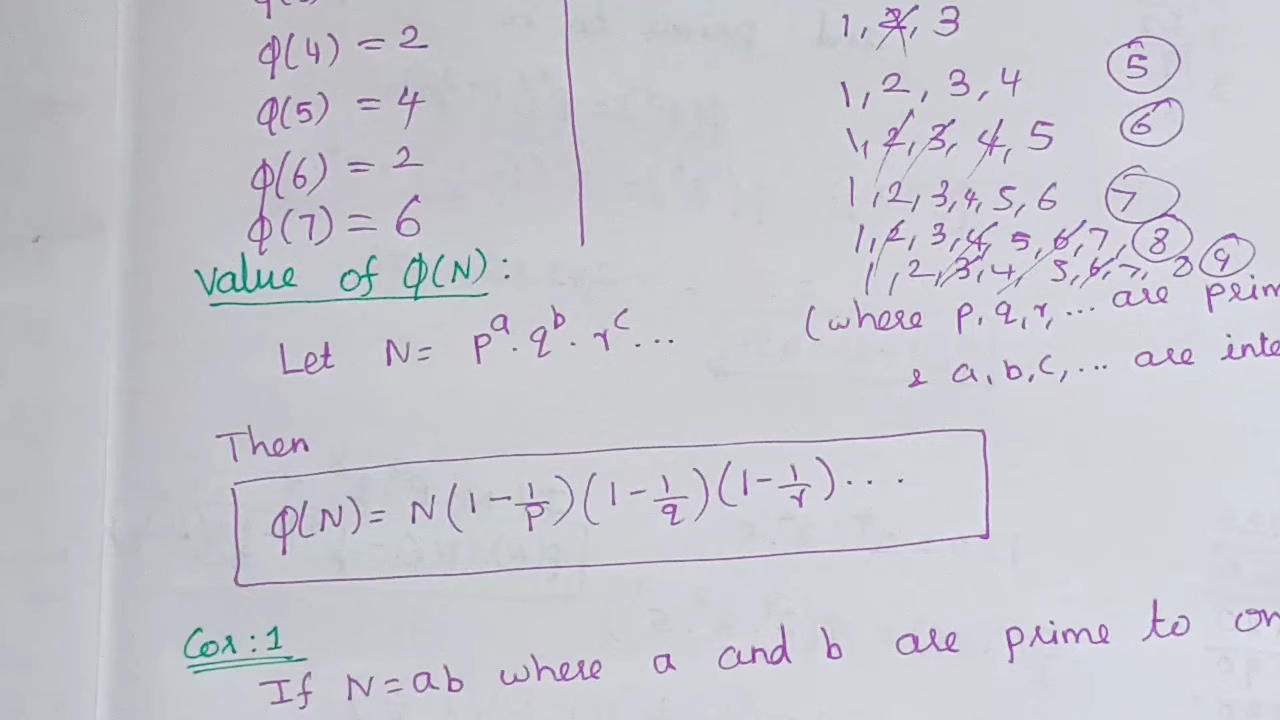 φ(4) = 2
φ(5) = 4
φ(6) = 2
φ(7) = 6
1, 2, 3
1, 2, 3, 4 5
1, 2, 3, 4, 5 6
1, 2, 3, 4, 5, 6 7
1, 2, 3, 4, 5, 6, 7, 8
1, 2, 3, 4, 5, 6, 7, 8 9
Value of φ(N) :
Let N = p^a . q^b . r^c ... (where p, q, r, ... are prim
& a, b, c, ... are inte
Then
φ(N) = N(1 - 1/p)(1 - 1/q)(1 - 1/r) ...
Cor : 1
If N = ab where a and b are prime to on